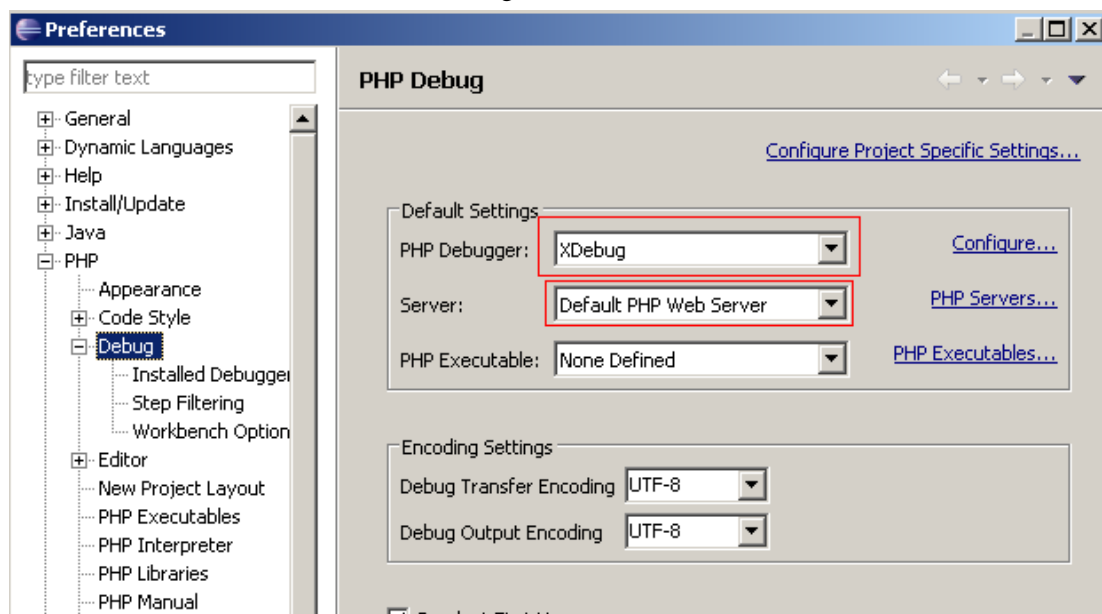 Preferences
type filter text
PHP Debug
General
Dynamic Languages
Help
Install/Update
Java
PHP
Appearance
Code Style
Debug
Installed Debugger
Step Filtering
Workbench Option
Editor
New Project Layout
PHP Executables
PHP Interpreter
PHP Libraries
PHP Manual
Configure Project Specific Settings...
Default Settings
PHP Debugger: XDebug Configure...
Server: Default PHP Web Server PHP Servers...
PHP Executable: None Defined PHP Executables...
Encoding Settings
Debug Transfer Encoding UTF-8
Debug Output Encoding UTF-8